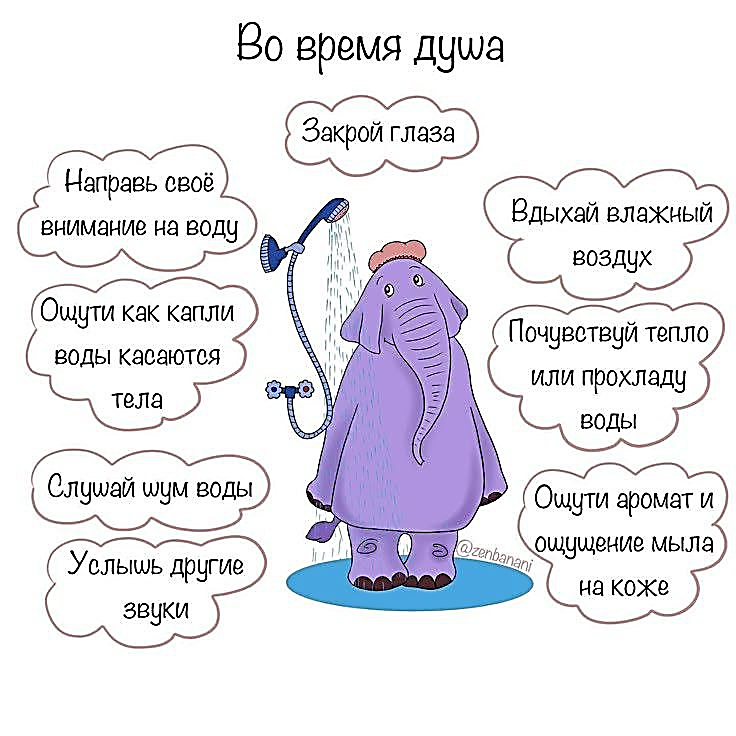 Во время душа
Закрой глаза
Направь своё
внимание на воду
Ощути как капли
воды касаются
тела
Слушай шум воды
Услышь другие
звуки
Вдыхай влажный
воздух
Почувствуй тепло
или прохладу
воды
Ощути аромат и
ощущение мыла
на коже
@zenbanani